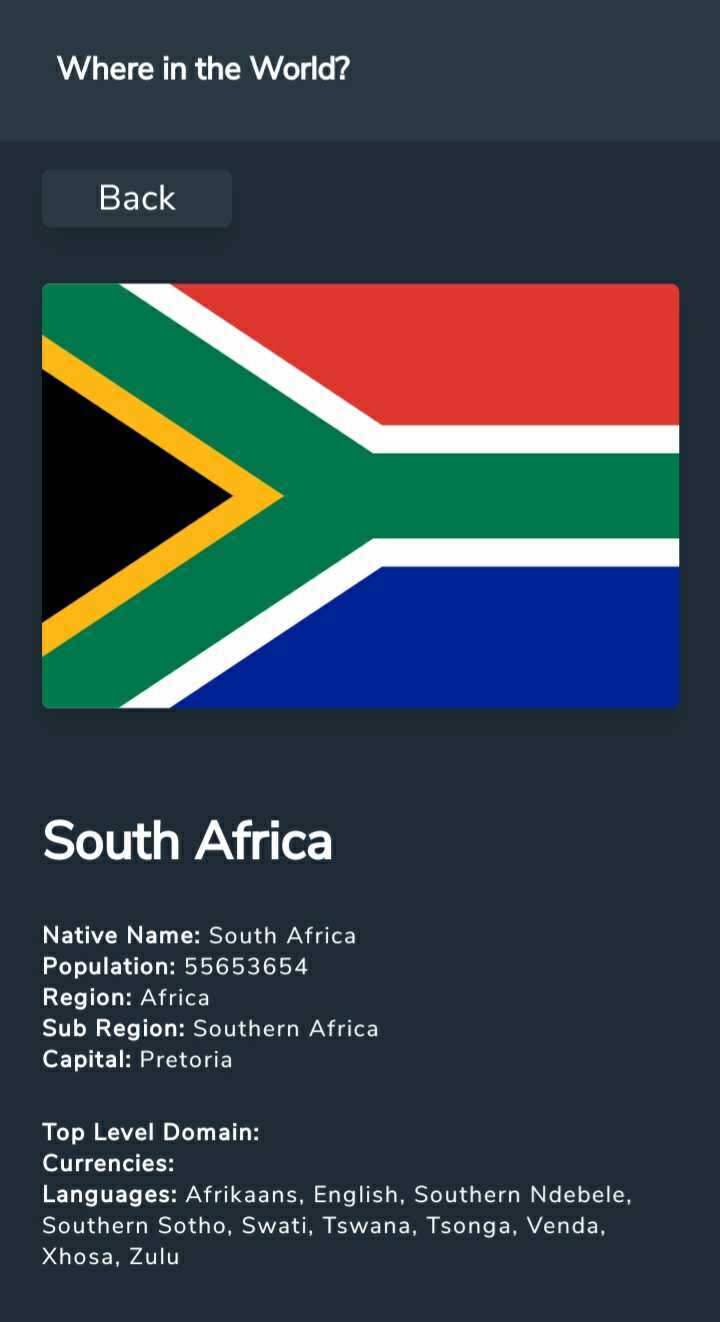 Where in the World?
Back
South Africa
Native Name: South Africa
Population: 55653654
Region: Africa
Sub Region: Southern Africa
Capital: Pretoria
Top Level Domain:
Currencies:
Languages: Afrikaans, English, Southern Ndebele,
Southern Sotho, Swati, Tswana, Tsonga, Venda,
Xhosa, Zulu